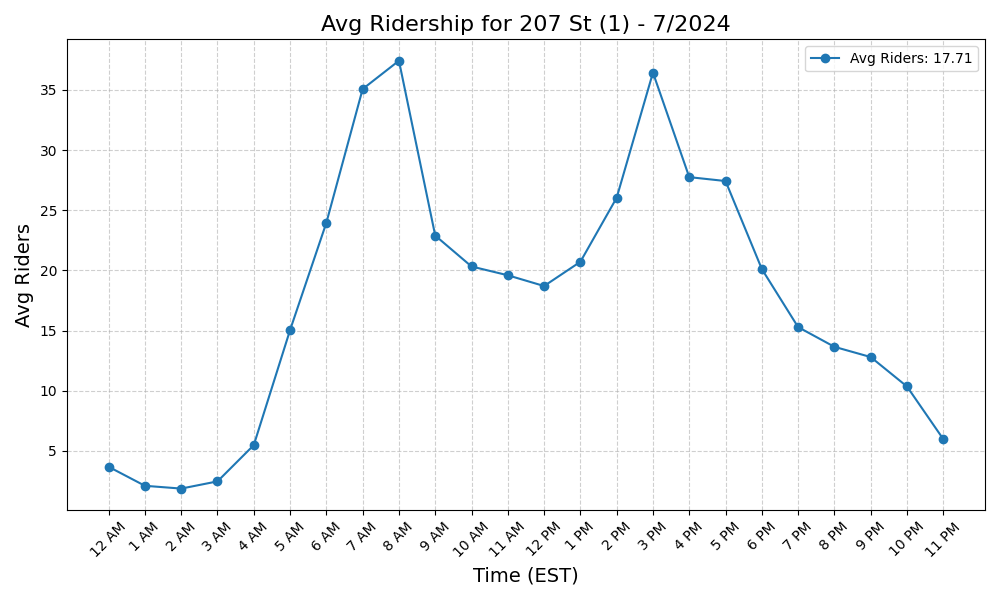 Avg Ridership for 207 St (1) - 7/2024
Avg Riders: 17.71
Avg Riders
35
30
25
20
15
10
5
12 AM
1 AM
2 AM
3 AM
4 AM
5 AM
6 AM
7 AM
8 AM
9 AM
10 AM
11 AM
12 PM
1 PM
2 PM
3 PM
4 PM
5 PM
6 PM
7 PM
8 PM
9 PM
10 PM
11 PM
Time (EST)